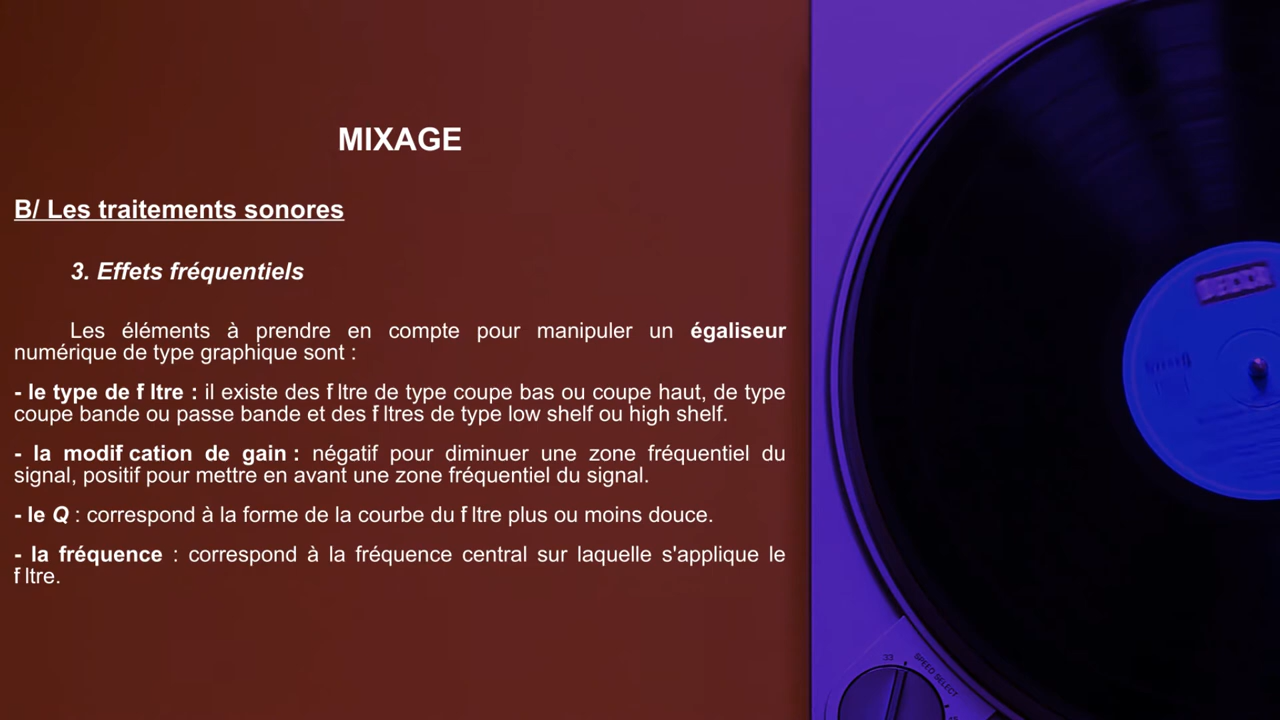 MIXAGE
B/ Les traitements sonores
3. Effets fréquentiels
Les éléments à prendre en compte pour manipuler un égaliseur
numérique de type graphique sont :
- le type de f ltre : il existe des f ltre de type coupe bas ou coupe haut, de type
coupe bande ou passe bande et des f ltres de type low shelf ou high shelf.
- la modif cation de gain : négatif pour diminuer une zone fréquentiel du
signal, positif pour mettre en avant une zone fréquentiel du signal.
- le Q : correspond à la forme de la courbe du f ltre plus ou moins douce.
- la fréquence : correspond à la fréquence central sur laquelle s'applique le
f ltre.
DECCA
33
SPEED SELECT